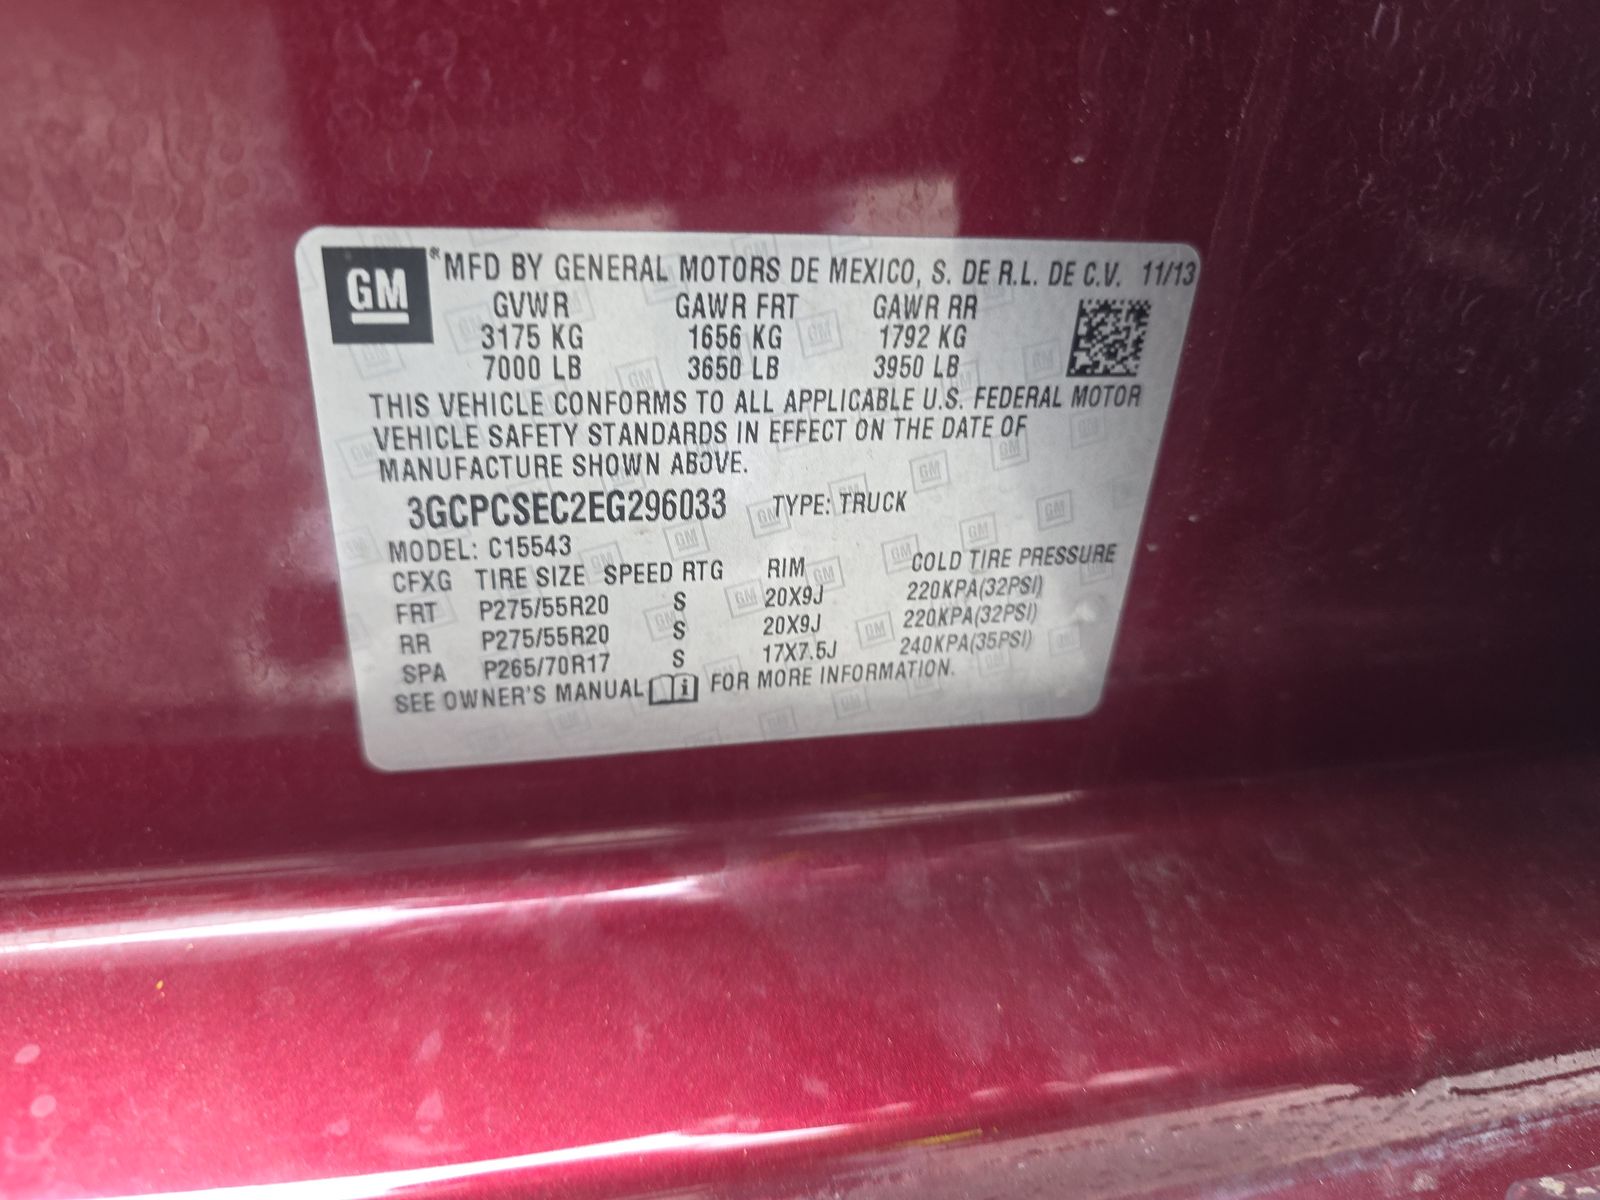 GM
*MFD BY GENERAL MOTORS DE MEXICO, S. DE R.L. DE C.V. 11/13
GVWR GAWR FRT GAWR RR
3175 KG 1656 KG 1792 KG
7000 LB 3650 LB 3950 LB
THIS VEHICLE CONFORMS TO ALL APPLICABLE U.S. FEDERAL MOTOR
VEHICLE SAFETY STANDARDS IN EFFECT ON THE DATE OF
MANUFACTURE SHOWN ABOVE.
3GCPCSEC2EG296033 TYPE: TRUCK
MODEL: C15543
CFXG TIRE SIZE SPEED RTG RIM COLD TIRE PRESSURE
FRT P275/55R20 S 20X9J 220KPA(32PSI)
RR P275/55R20 S 20X9J 220KPA(32PSI)
SPA P265/70R17 S 17X7.5J 240KPA(35PSI)
SEE OWNER'S MANUAL i FOR MORE INFORMATION.